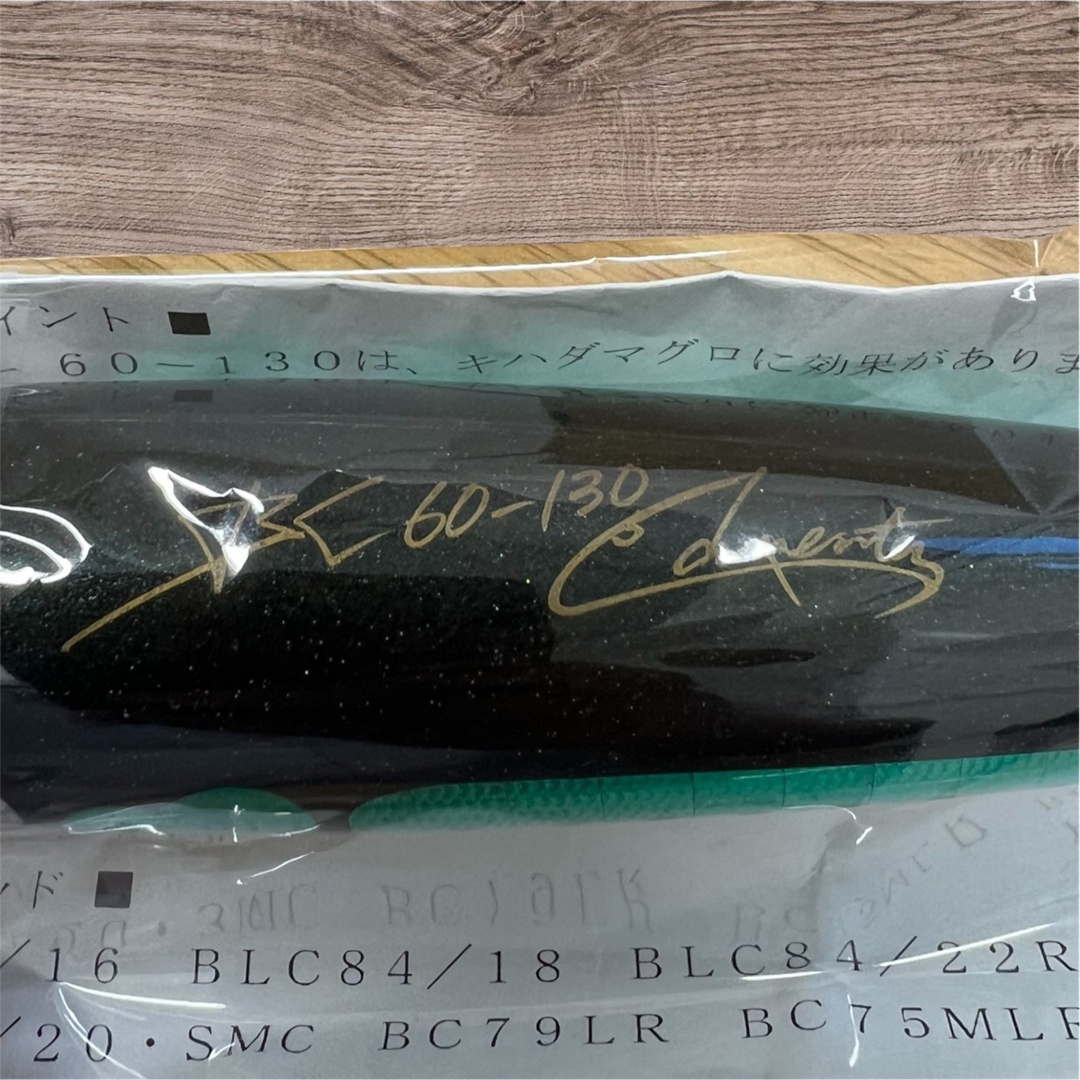 イント ■
－６０－１３０は、キハダマグロに効果がありま
60-130
ンド ■
／１６ ＢＬＣ８４／１８ ＢＬＣ８４／２２Ｒ
／２０・ＳＭＣ ＢＣ７９ＬＲ ＢＣ７５ＭＬＲ